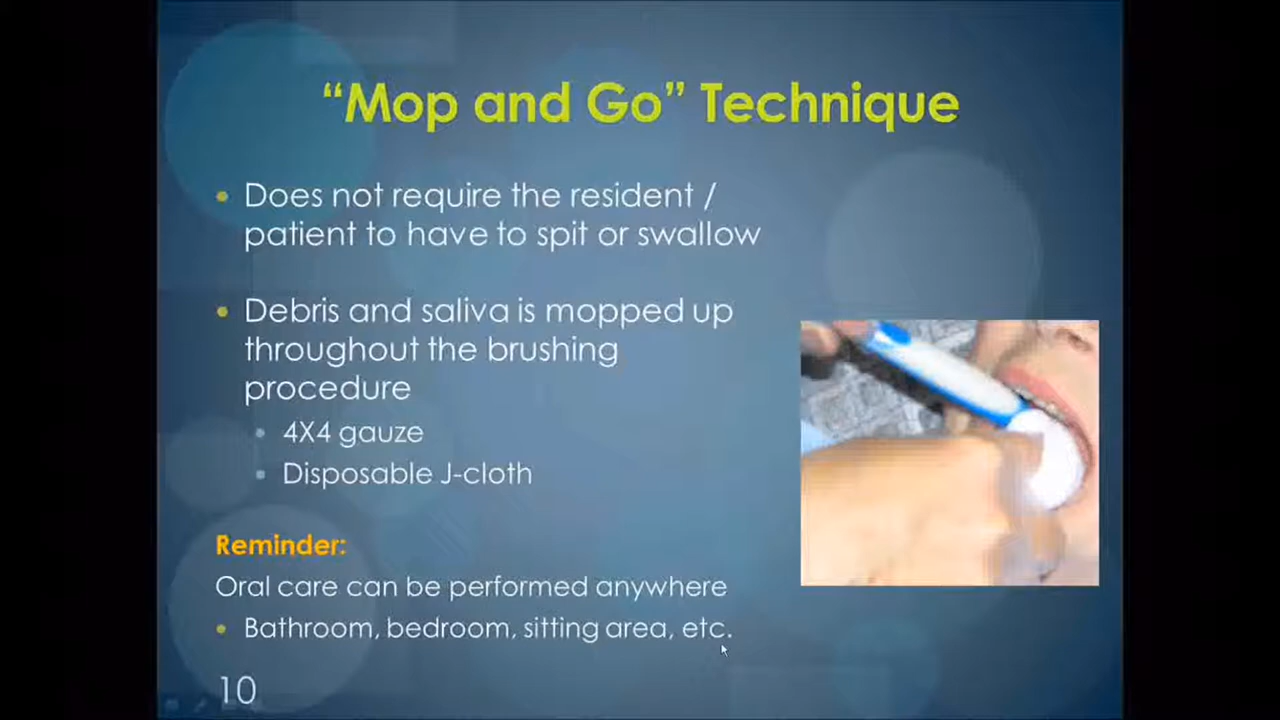 “Mop and Go” Technique
• Does not require the resident /
patient to have to spit or swallow
• Debris and saliva is mopped up
throughout the brushing
procedure
• 4X4 gauze
• Disposable J-cloth
Reminder:
Oral care can be performed anywhere
• Bathroom, bedroom, sitting area, etc.
10